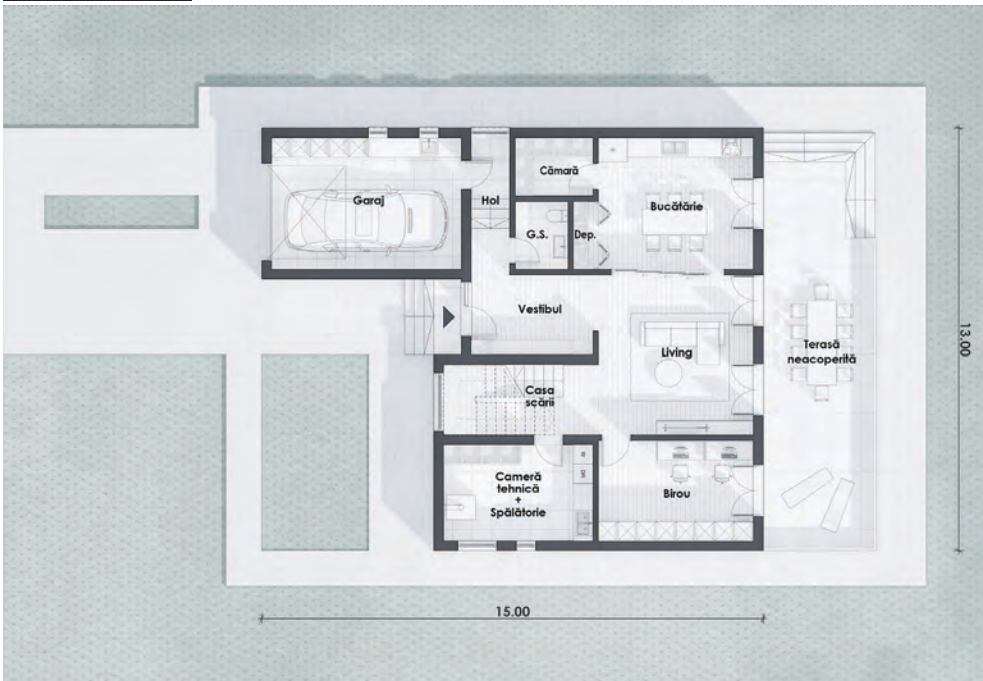 Cămară
Garaj
Hol
Bucătărie
G.S.
Dep.
Vestibul
Living
Terasă
neacoperită
13.00
Casa
scării
Cameră
tehnică
+
Spălătorie
Birou
15.00